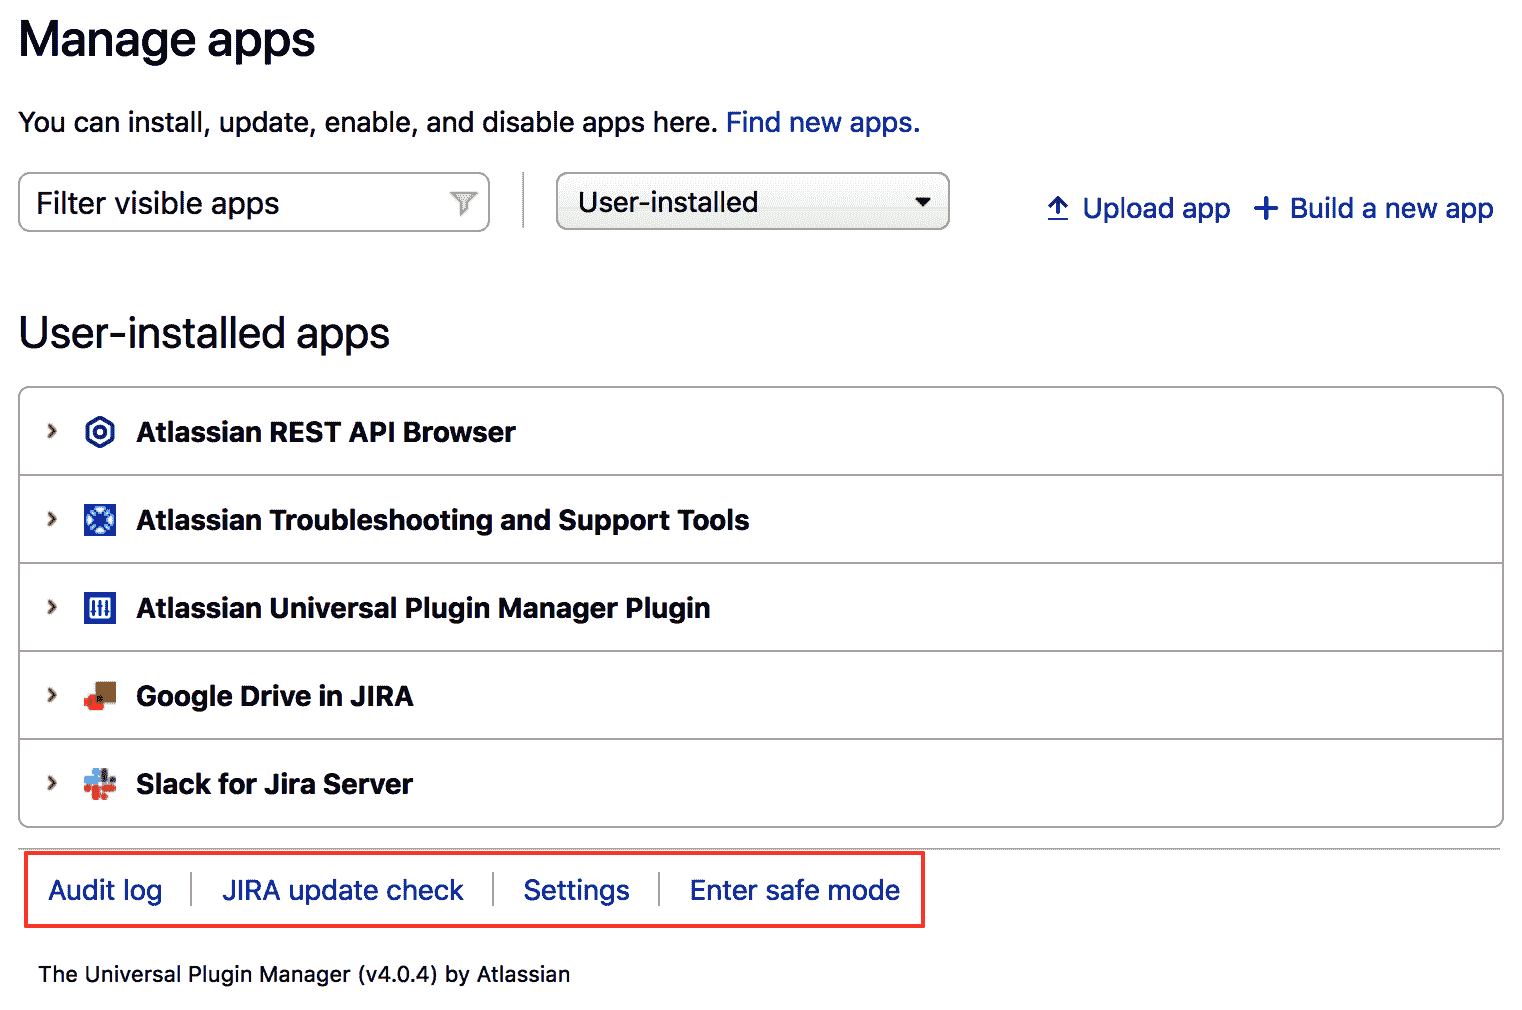 Manage apps
You can install, update, enable, and disable apps here. Find new apps.
Filter visible apps
User-installed
Upload app
Build a new app
User-installed apps
Atlassian REST API Browser
Atlassian Troubleshooting and Support Tools
Atlassian Universal Plugin Manager Plugin
Google Drive in JIRA
Slack for Jira Server
Audit log
JIRA update check
Settings
Enter safe mode
The Universal Plugin Manager (v4.0.4) by Atlassian